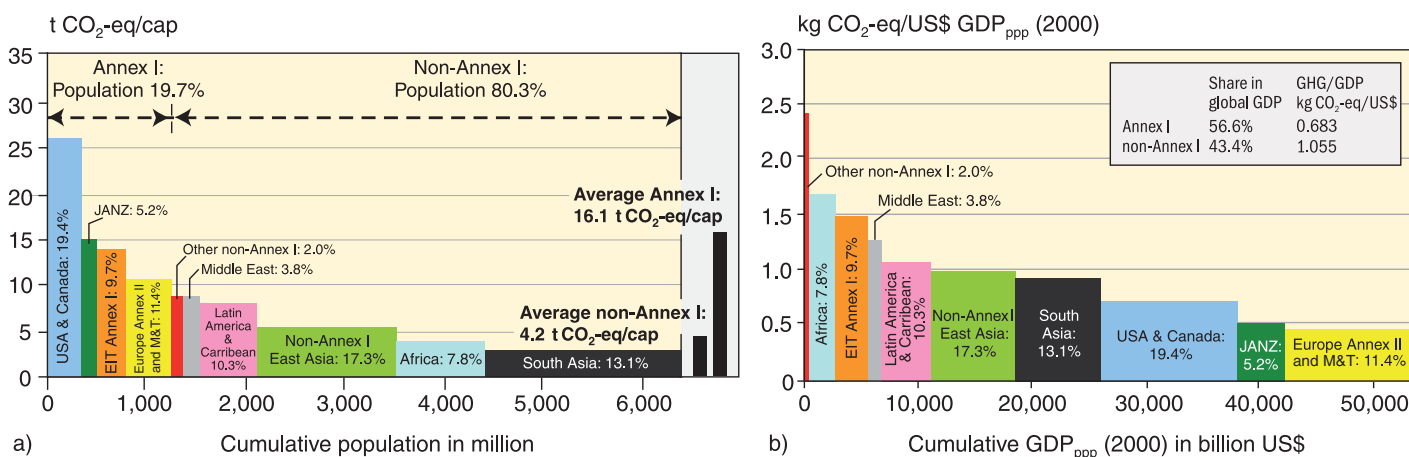 t CO₂-eq/cap
35
30
25
20
15
10
5
0
Annex I:
Population 19.7%
Non-Annex I:
Population 80.3%
USA & Canada: 19.4%
JANZ: 5.2%
EIT Annex I: 9.7%
Europe Annex II
and M&T: 11.4%
Other non-Annex I: 2.0%
Middle East: 3.8%
Latin
America
&
Carribean
10.3%
Non-Annex I
East Asia: 17.3%
Africa: 7.8%
South Asia: 13.1%
Average Annex I:
16.1 t CO₂-eq/cap
Average non-Annex I:
4.2 t CO₂-eq/cap
0
1,000
2,000
3,000
4,000
5,000
6,000
a)
Cumulative population in million
kg CO₂-eq/US$ GDPppp (2000)
3.0
2.5
2.0
1.5
1.0
0.5
0
Share in GHG/GDP
global GDP kg CO₂-eq/US$
Annex I 56.6% 0.683
non-Annex I 43.4% 1.055
Other non-Annex I: 2.0%
Africa: 7.8%
EIT Annex I: 9.7%
Middle East: 3.8%
Latin America
& Carribean:
10.3%
Non-Annex I
East Asia:
17.3%
South
Asia:
13.1%
USA & Canada:
19.4%
JANZ:
5.2%
Europe Annex II
and M&T: 11.4%
0
10,000
20,000
30,000
40,000
50,000
b)
Cumulative GDPppp (2000) in billion US$